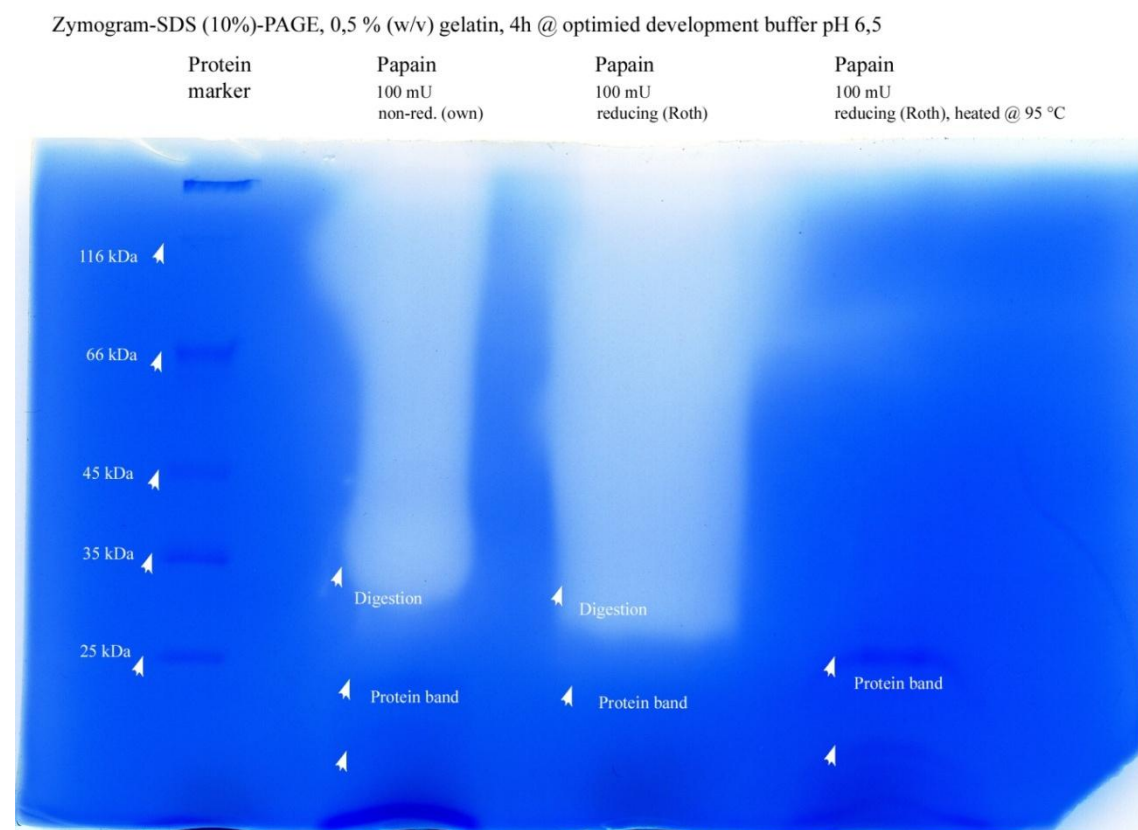 Zymogram-SDS (10%)-PAGE, 0,5 % (w/v) gelatin, 4h @ optimied development buffer pH 6,5
Protein
marker
Papain
100 mU
non-red. (own)
Papain
100 mU
reducing (Roth)
Papain
100 mU
reducing (Roth), heated @ 95 °C
116 kDa
66 kDa
45 kDa
35 kDa
25 kDa
Digestion
Digestion
Protein band
Protein band
Protein band